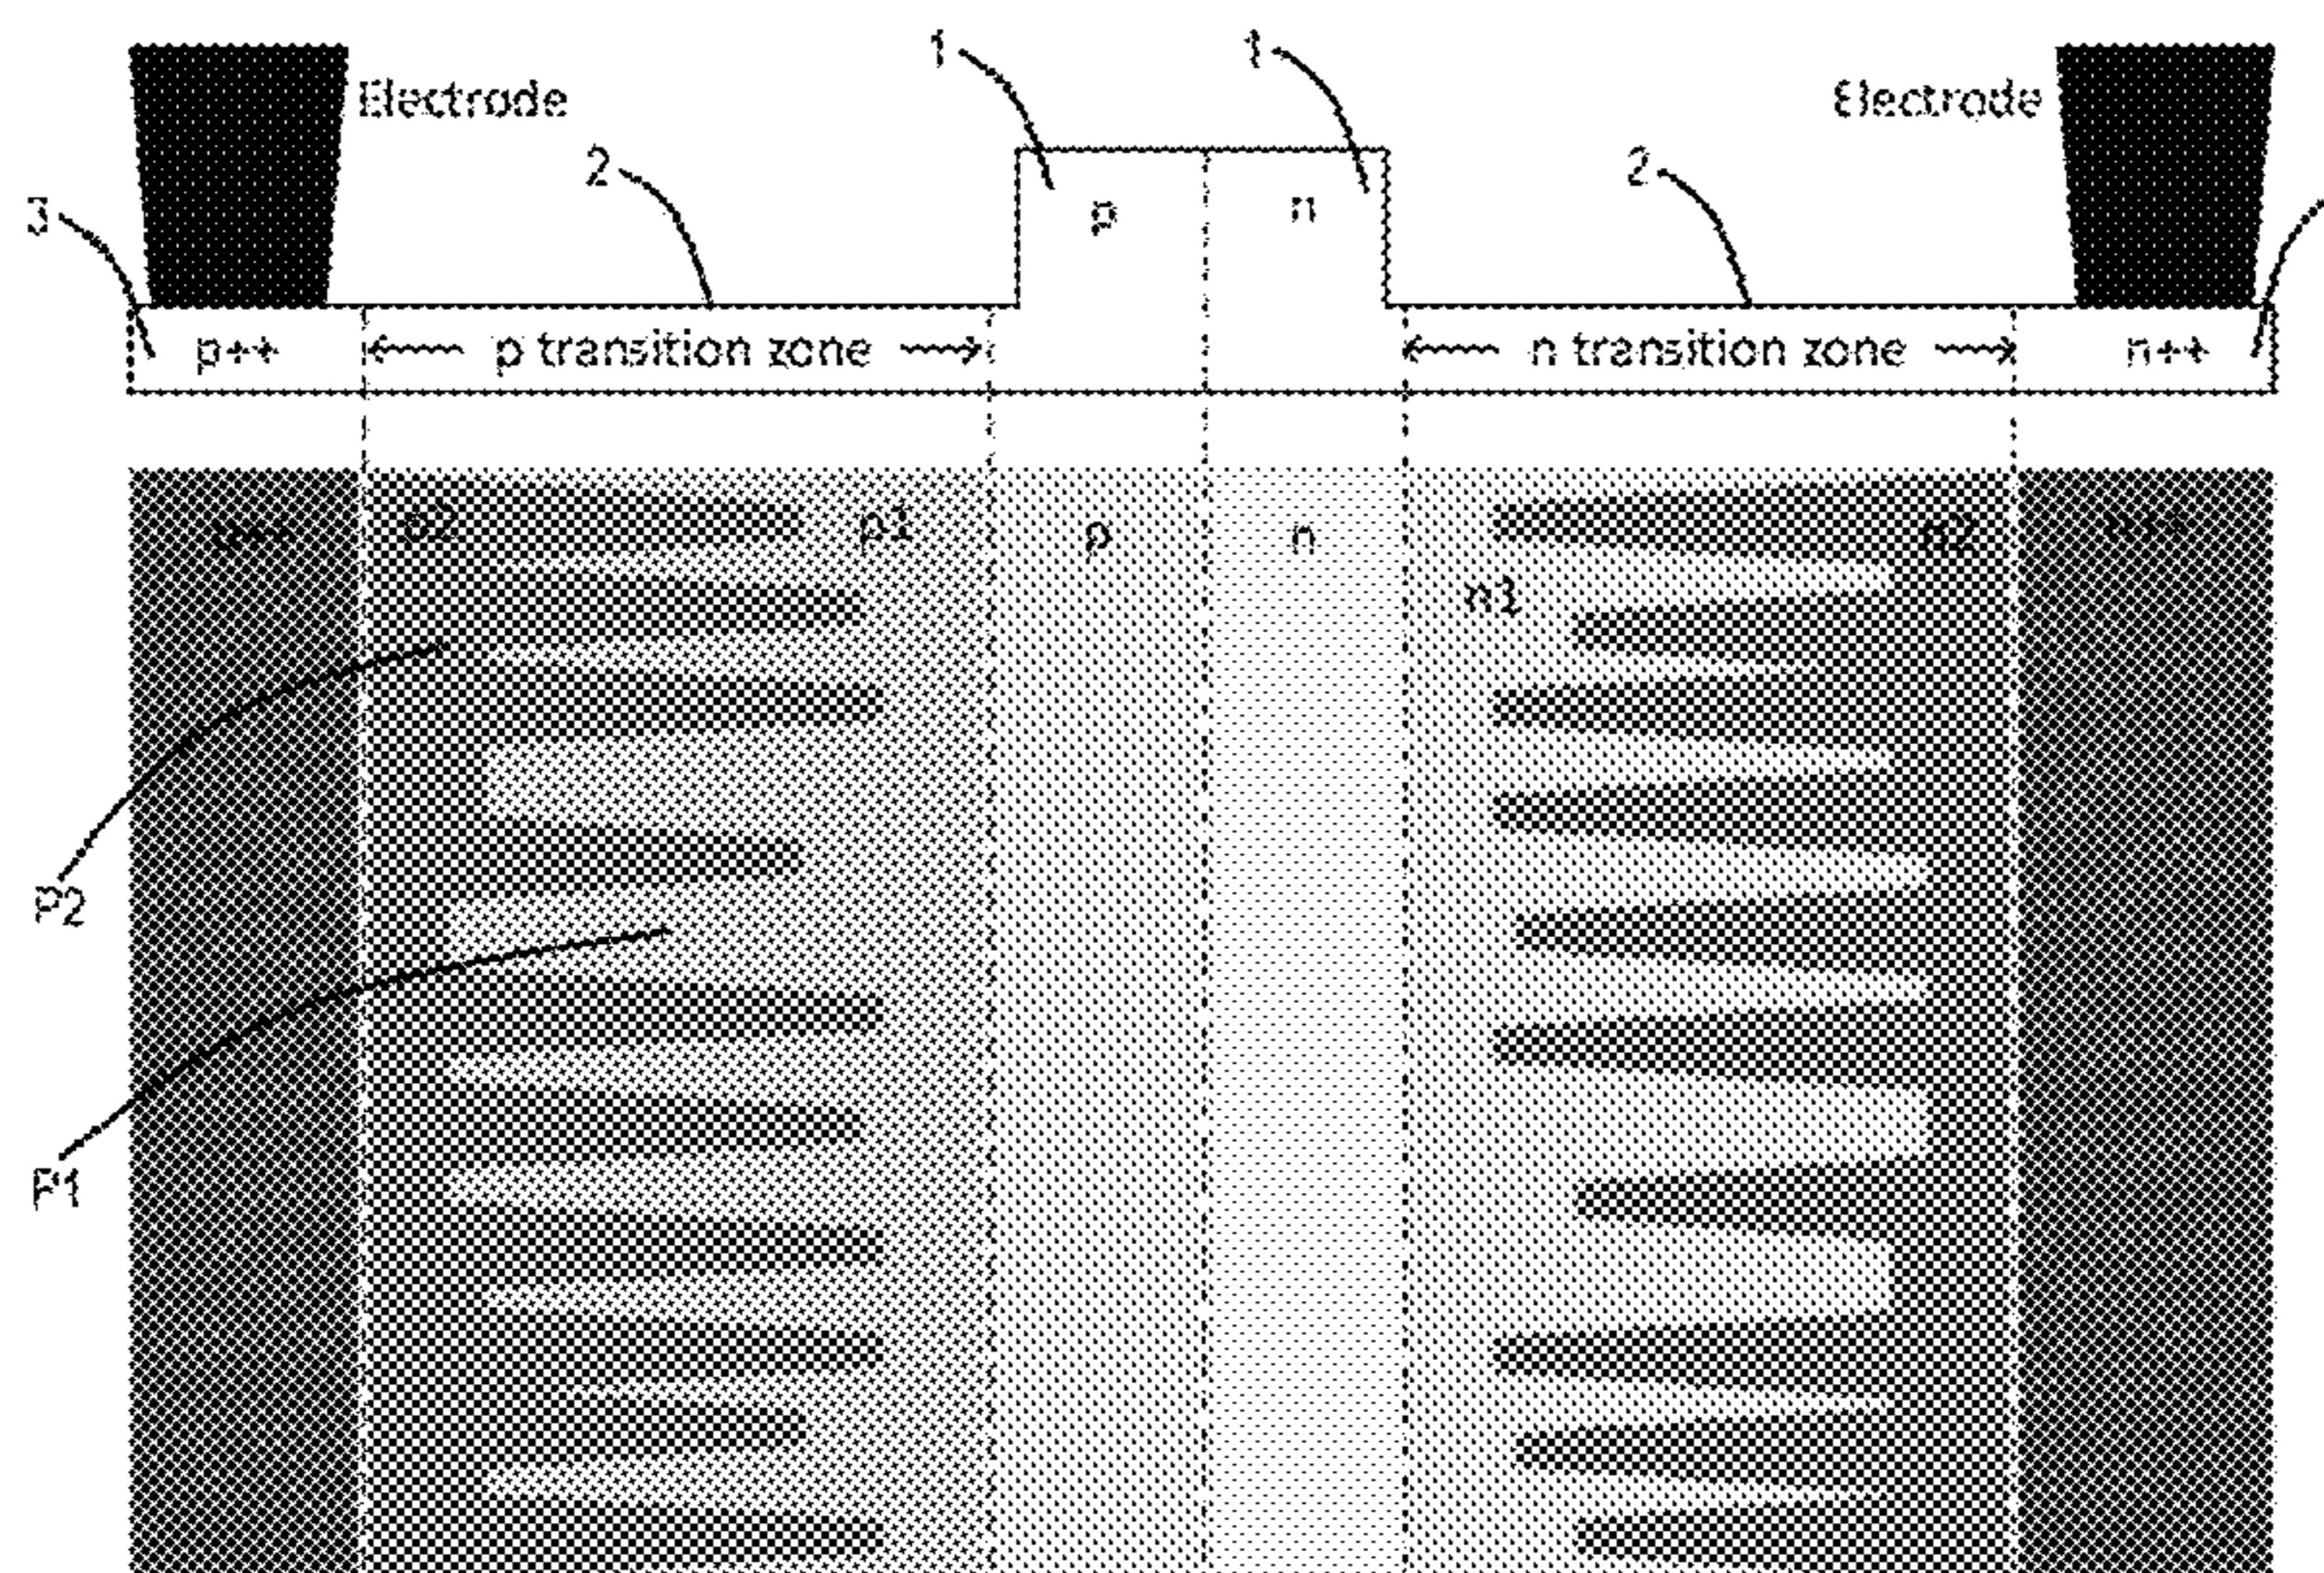 1 1
Electrode Electrode
2 2
3
p n
p++ p transition zone n transition zone n++
p2 p1 p n n2
n1
P2
P1